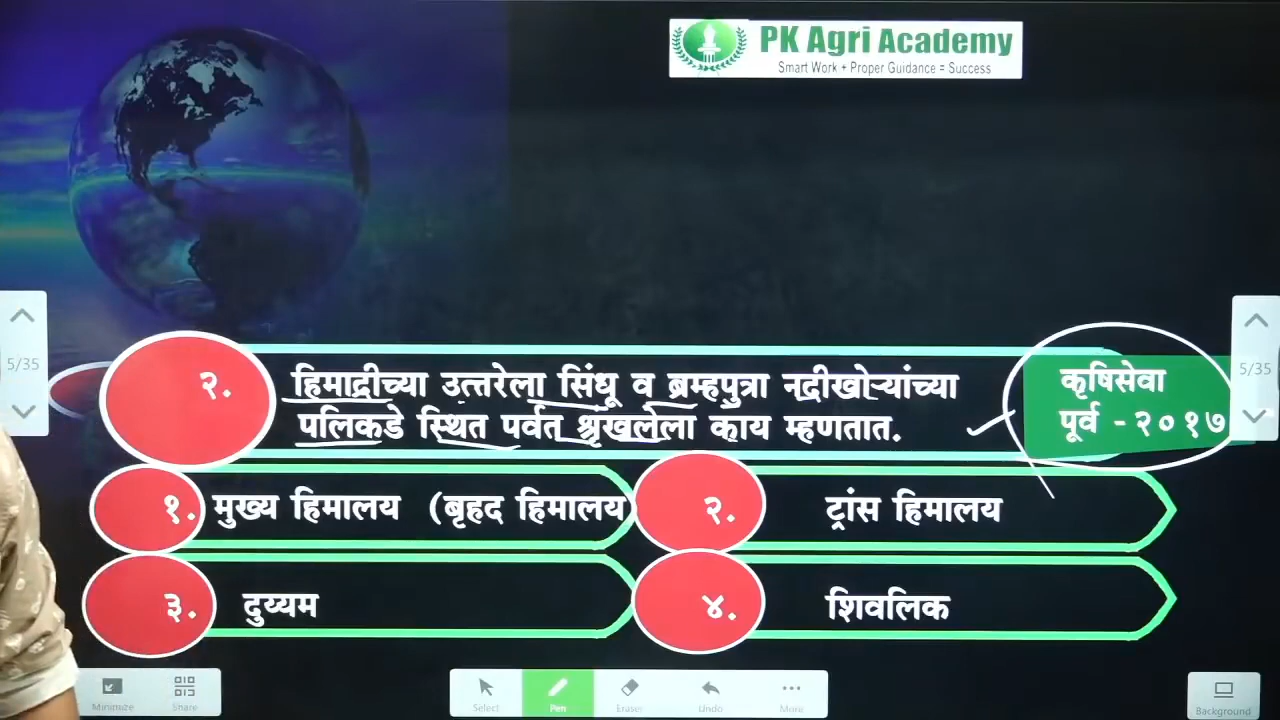 PK Agri Academy
Smart Work + Proper Guidance = Success
5/35
5/35
२.
हिमाद्रीच्या उत्तरेला सिंधू व ब्रम्हपुत्रा नदीखोऱ्यांच्या
पलिकडे स्थित पर्वत श्रृखलेला काय म्हणतात.
कृषिसेवा
पूर्व - २०१७
१. मुख्य हिमालय (बृहद हिमालय)
२. ट्रांस हिमालय
३. दुय्यम
४. शिवलिक
Minimize
Share
Select
Pen
Eraser
Undo
More
Background